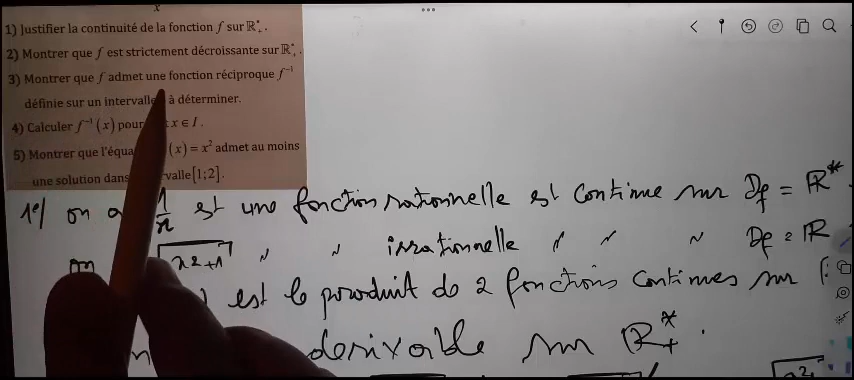 x
1) Justifier la continuité de la fonction f sur ℝ*₊.
2) Montrer que f est strictement décroissante sur ℝ*₊.
3) Montrer que f admet une fonction réciproque f⁻¹
définie sur un intervalle à déterminer.
4) Calculer f⁻¹(x) pour x ∈ I.
5) Montrer que l'équa (x) = x² admet au moins
une solution dans valle [1;2].
1°/ on a 1/x est une fonction rationnelle est continue sur Df = ℝ*
on √x2+1 " " irrationnelle " " " Df = ℝ
est le produit de 2 fonctions continues sur
derivable sur ℝ*₊.